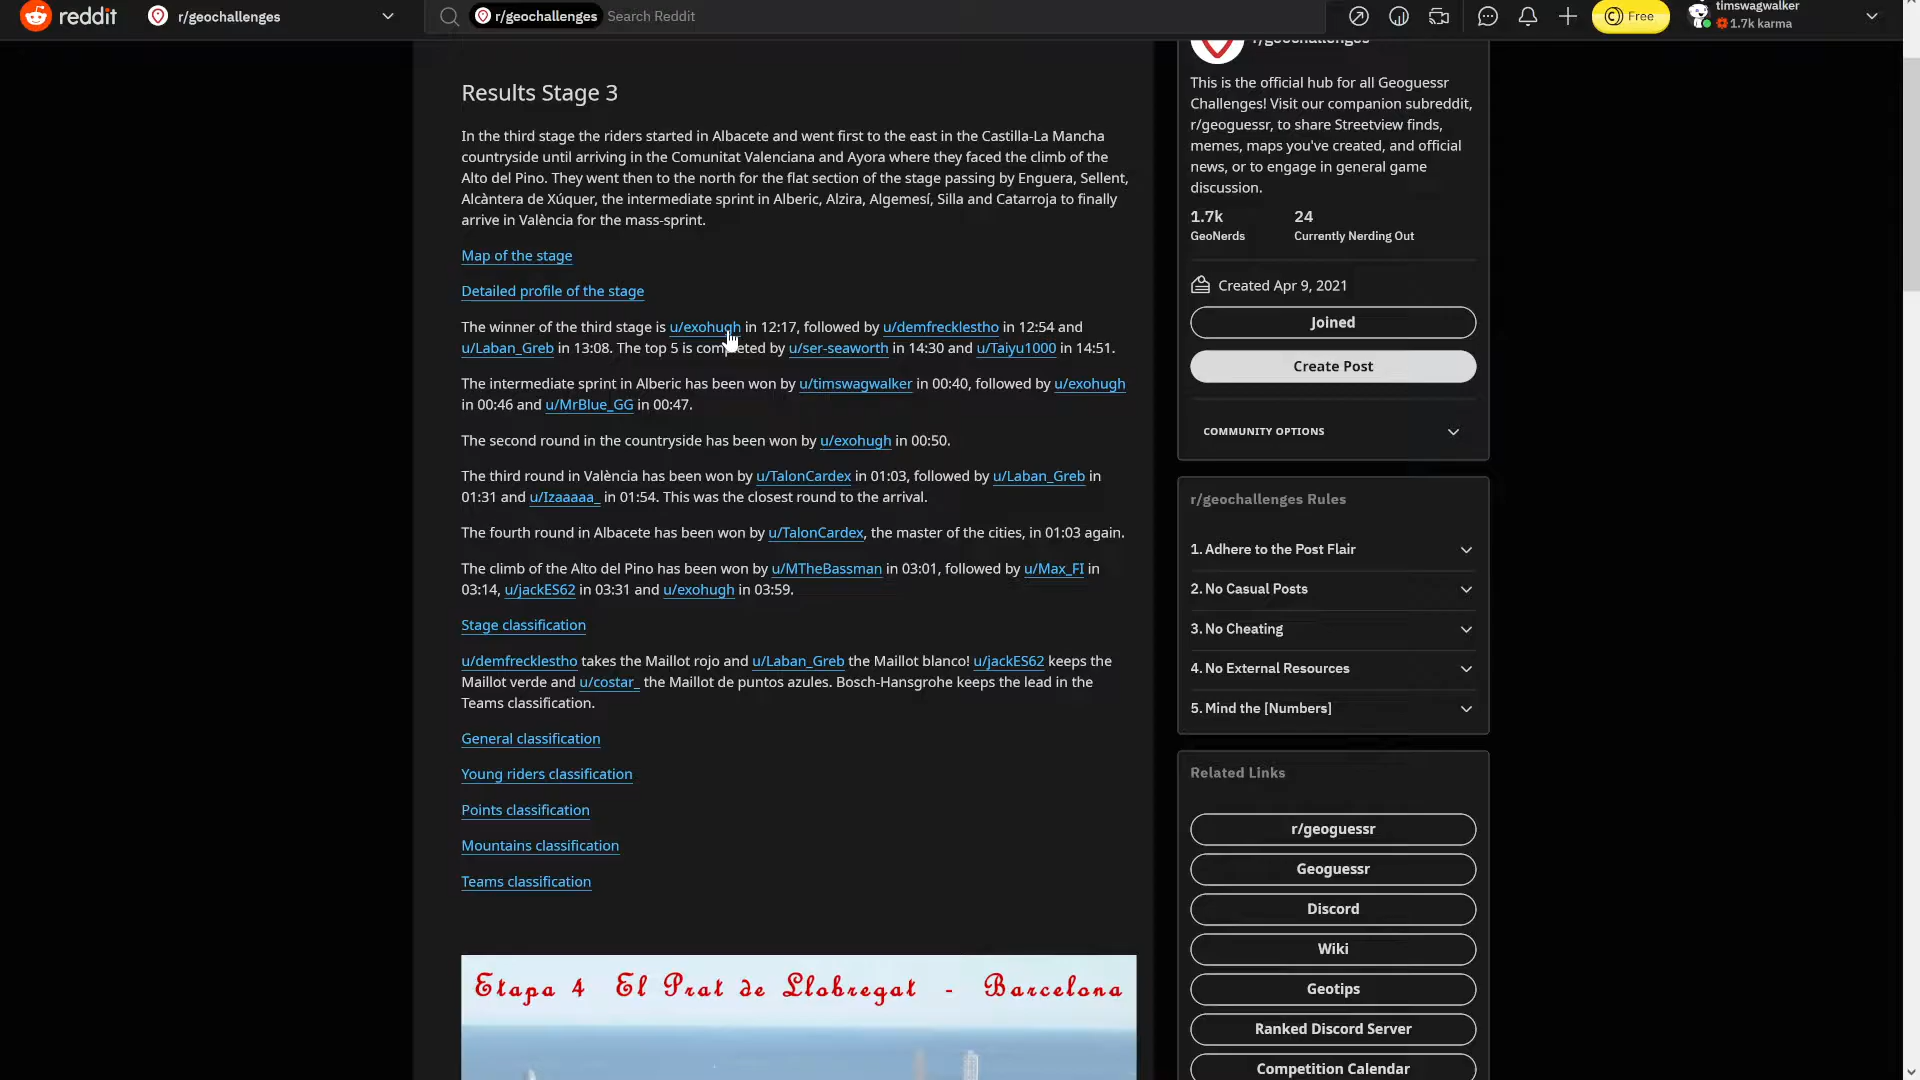 reddit
r/geochallenges
r/geochallenges
Search Reddit
Free
timswagwalker
1.7k karma
Results Stage 3
In the third stage the riders started in Albacete and went first to the east in the Castilla-La Mancha
countryside until arriving in the Comunitat Valenciana and Ayora where they faced the climb of the
Alto del Pino. They went then to the north for the flat section of the stage passing by Enguera, Sellent,
Alcàntera de Xúquer, the intermediate sprint in Alberic, Alzira, Algemesí, Silla and Catarroja to finally
arrive in València for the mass-sprint.
Map of the stage
Detailed profile of the stage
The winner of the third stage is u/exohugh in 12:17, followed by u/demfrecklestho in 12:54 and
u/Laban_Greb in 13:08. The top 5 is completed by u/ser-seaworth in 14:30 and u/Taiyu1000 in 14:51.
The intermediate sprint in Alberic has been won by u/timswagwalker in 00:40, followed by u/exohugh
in 00:46 and u/MrBlue_GG in 00:47.
The second round in the countryside has been won by u/exohugh in 00:50.
The third round in València has been won by u/TalonCardex in 01:03, followed by u/Laban_Greb in
01:31 and u/Izaaaaa_ in 01:54. This was the closest round to the arrival.
The fourth round in Albacete has been won by u/TalonCardex, the master of the cities, in 01:03 again.
The climb of the Alto del Pino has been won by u/MTheBassman in 03:01, followed by u/Max_FI in
03:14, u/jackES62 in 03:31 and u/exohugh in 03:59.
Stage classification
u/demfrecklestho takes the Maillot rojo and u/Laban_Greb the Maillot blanco! u/jackES62 keeps the
Maillot verde and u/costar_ the Maillot de puntos azules. Bosch-Hansgrohe keeps the lead in the
Teams classification.
General classification
Young riders classification
Points classification
Mountains classification
Teams classification
Etapa 4 El Prat de Llobregat - Barcelona
r/geochallenges
This is the official hub for all Geoguessr
Challenges! Visit our companion subreddit,
r/geoguessr, to share Streetview finds,
memes, maps you've created, and official
news, or to engage in general game
discussion.
1.7k
GeoNerds
24
Currently Nerding Out
Created Apr 9, 2021
Joined
Create Post
COMMUNITY OPTIONS
r/geochallenges Rules
1. Adhere to the Post Flair
2. No Casual Posts
3. No Cheating
4. No External Resources
5. Mind the [Numbers]
Related Links
r/geoguessr
Geoguessr
Discord
Wiki
Geotips
Ranked Discord Server
Competition Calendar